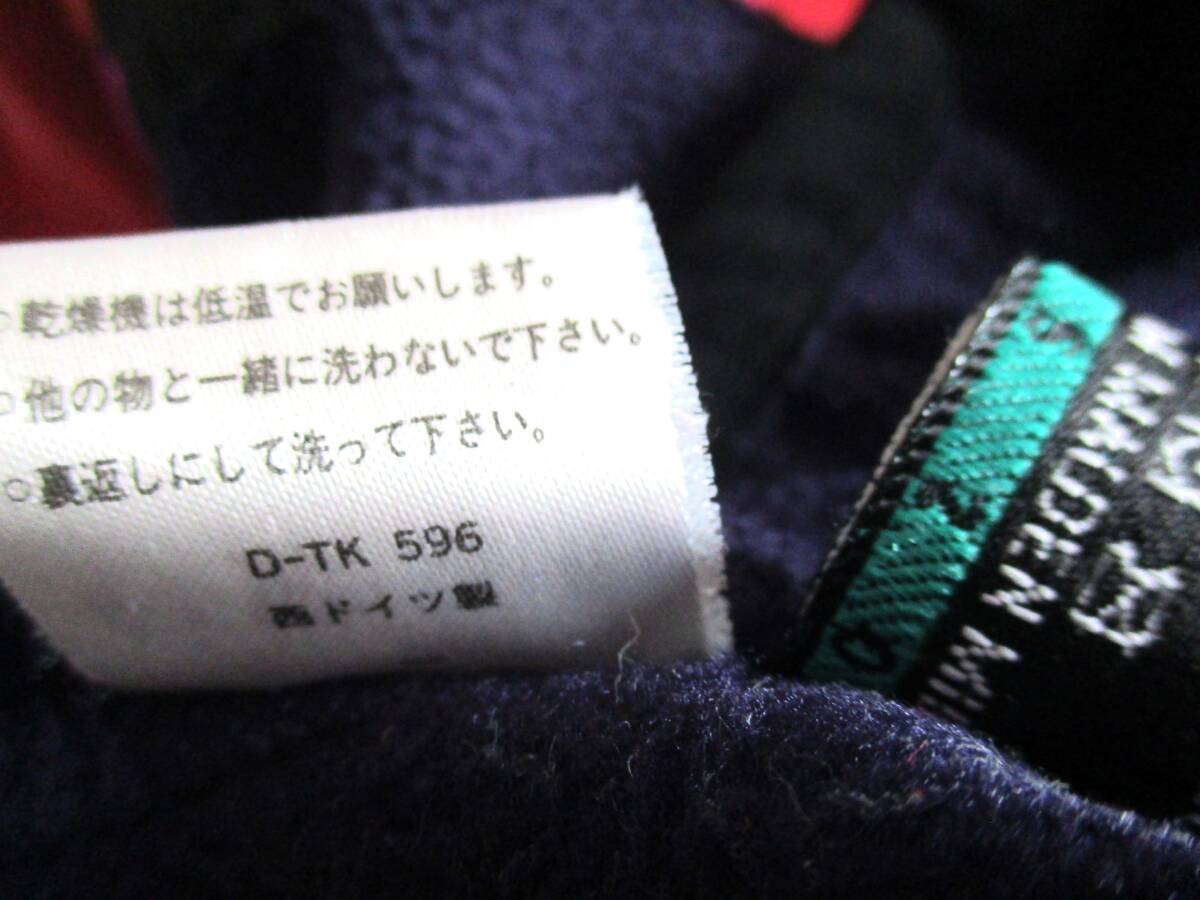 ○乾燥機は低温でお願いします。
○他の物と一緒に洗わないで下さい。
○裏返しにして洗って下さい。
D-TK 596
西ドイツ製